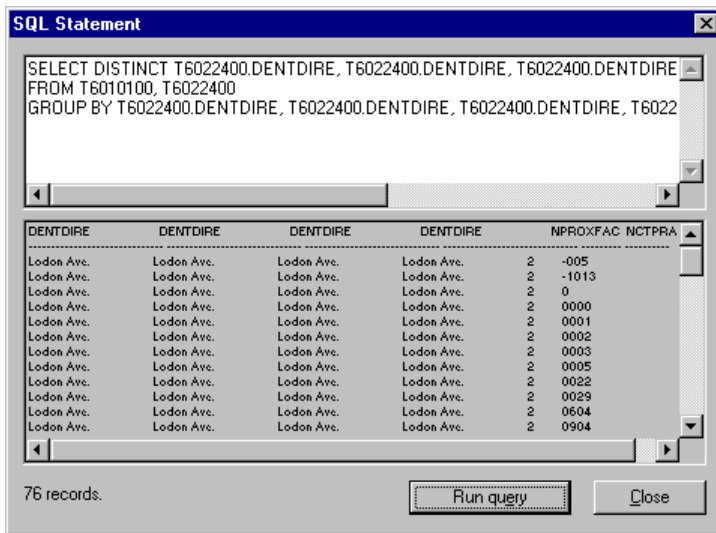 SQL Statement
SELECT DISTINCT T6022400.DENTDIRE, T6022400.DENTDIRE, T6022400.DENTDIRE
FROM T6010100, T6022400
GROUP BY T6022400.DENTDIRE, T6022400.DENTDIRE, T6022400.DENTDIRE, T6022
DENTDIRE DENTDIRE DENTDIRE DENTDIRE NPROXFAC NCTPRA
Lodon Ave. Lodon Ave. Lodon Ave. Lodon Ave. 2 -005
Lodon Ave. Lodon Ave. Lodon Ave. Lodon Ave. 2 -1013
Lodon Ave. Lodon Ave. Lodon Ave. Lodon Ave. 2 0
Lodon Ave. Lodon Ave. Lodon Ave. Lodon Ave. 2 0000
Lodon Ave. Lodon Ave. Lodon Ave. Lodon Ave. 2 0001
Lodon Ave. Lodon Ave. Lodon Ave. Lodon Ave. 2 0002
Lodon Ave. Lodon Ave. Lodon Ave. Lodon Ave. 2 0003
Lodon Ave. Lodon Ave. Lodon Ave. Lodon Ave. 2 0005
Lodon Ave. Lodon Ave. Lodon Ave. Lodon Ave. 2 0022
Lodon Ave. Lodon Ave. Lodon Ave. Lodon Ave. 2 0029
Lodon Ave. Lodon Ave. Lodon Ave. Lodon Ave. 2 0604
Lodon Ave. Lodon Ave. Lodon Ave. Lodon Ave. 2 0904
76 records.
Run query
Close